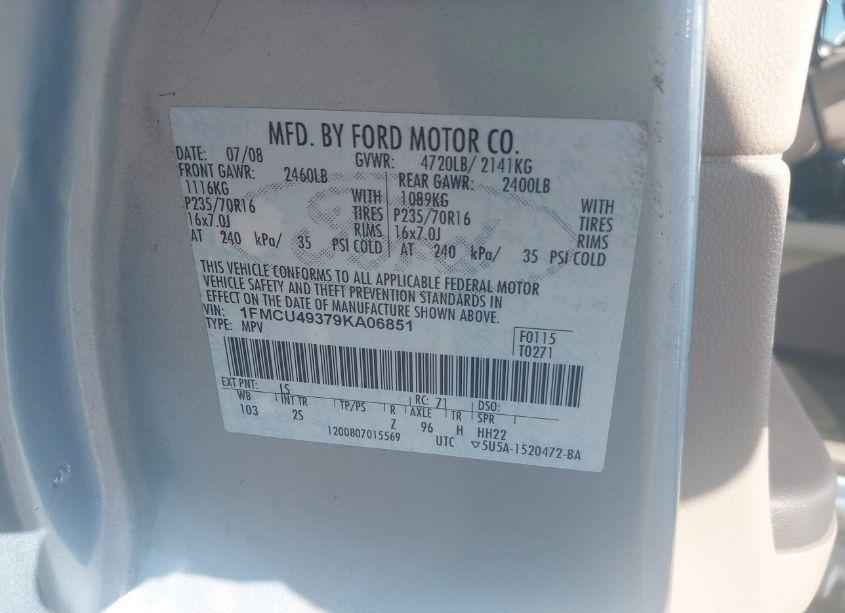 MFD. BY FORD MOTOR CO.
DATE: 07/08 GVWR: 4720LB/ 2141KG
FRONT GAWR: 2460LB REAR GAWR: 2400LB
1116KG WITH 1089KG WITH
P235/70R16 TIRES P235/70R16 TIRES
16x7.0J RIMS 16x7.0J RIMS
AT 240 kPa/ 35 PSI COLD AT 240 kPa/ 35 PSI COLD
THIS VEHICLE CONFORMS TO ALL APPLICABLE FEDERAL MOTOR
VEHICLE SAFETY AND THEFT PREVENTION STANDARDS IN
EFFECT ON THE DATE OF MANUFACTURE SHOWN ABOVE.
VIN: 1FMCU49379KA06851
TYPE: MPV
F0115
T0271
EXT PNT: LS RC: 71 DSO:
WB INT TR TP/PS R AXLE TR SPR
103 2S Z 96 H HH22
1200807015569 UTC ▽5U5A-1520472-BA